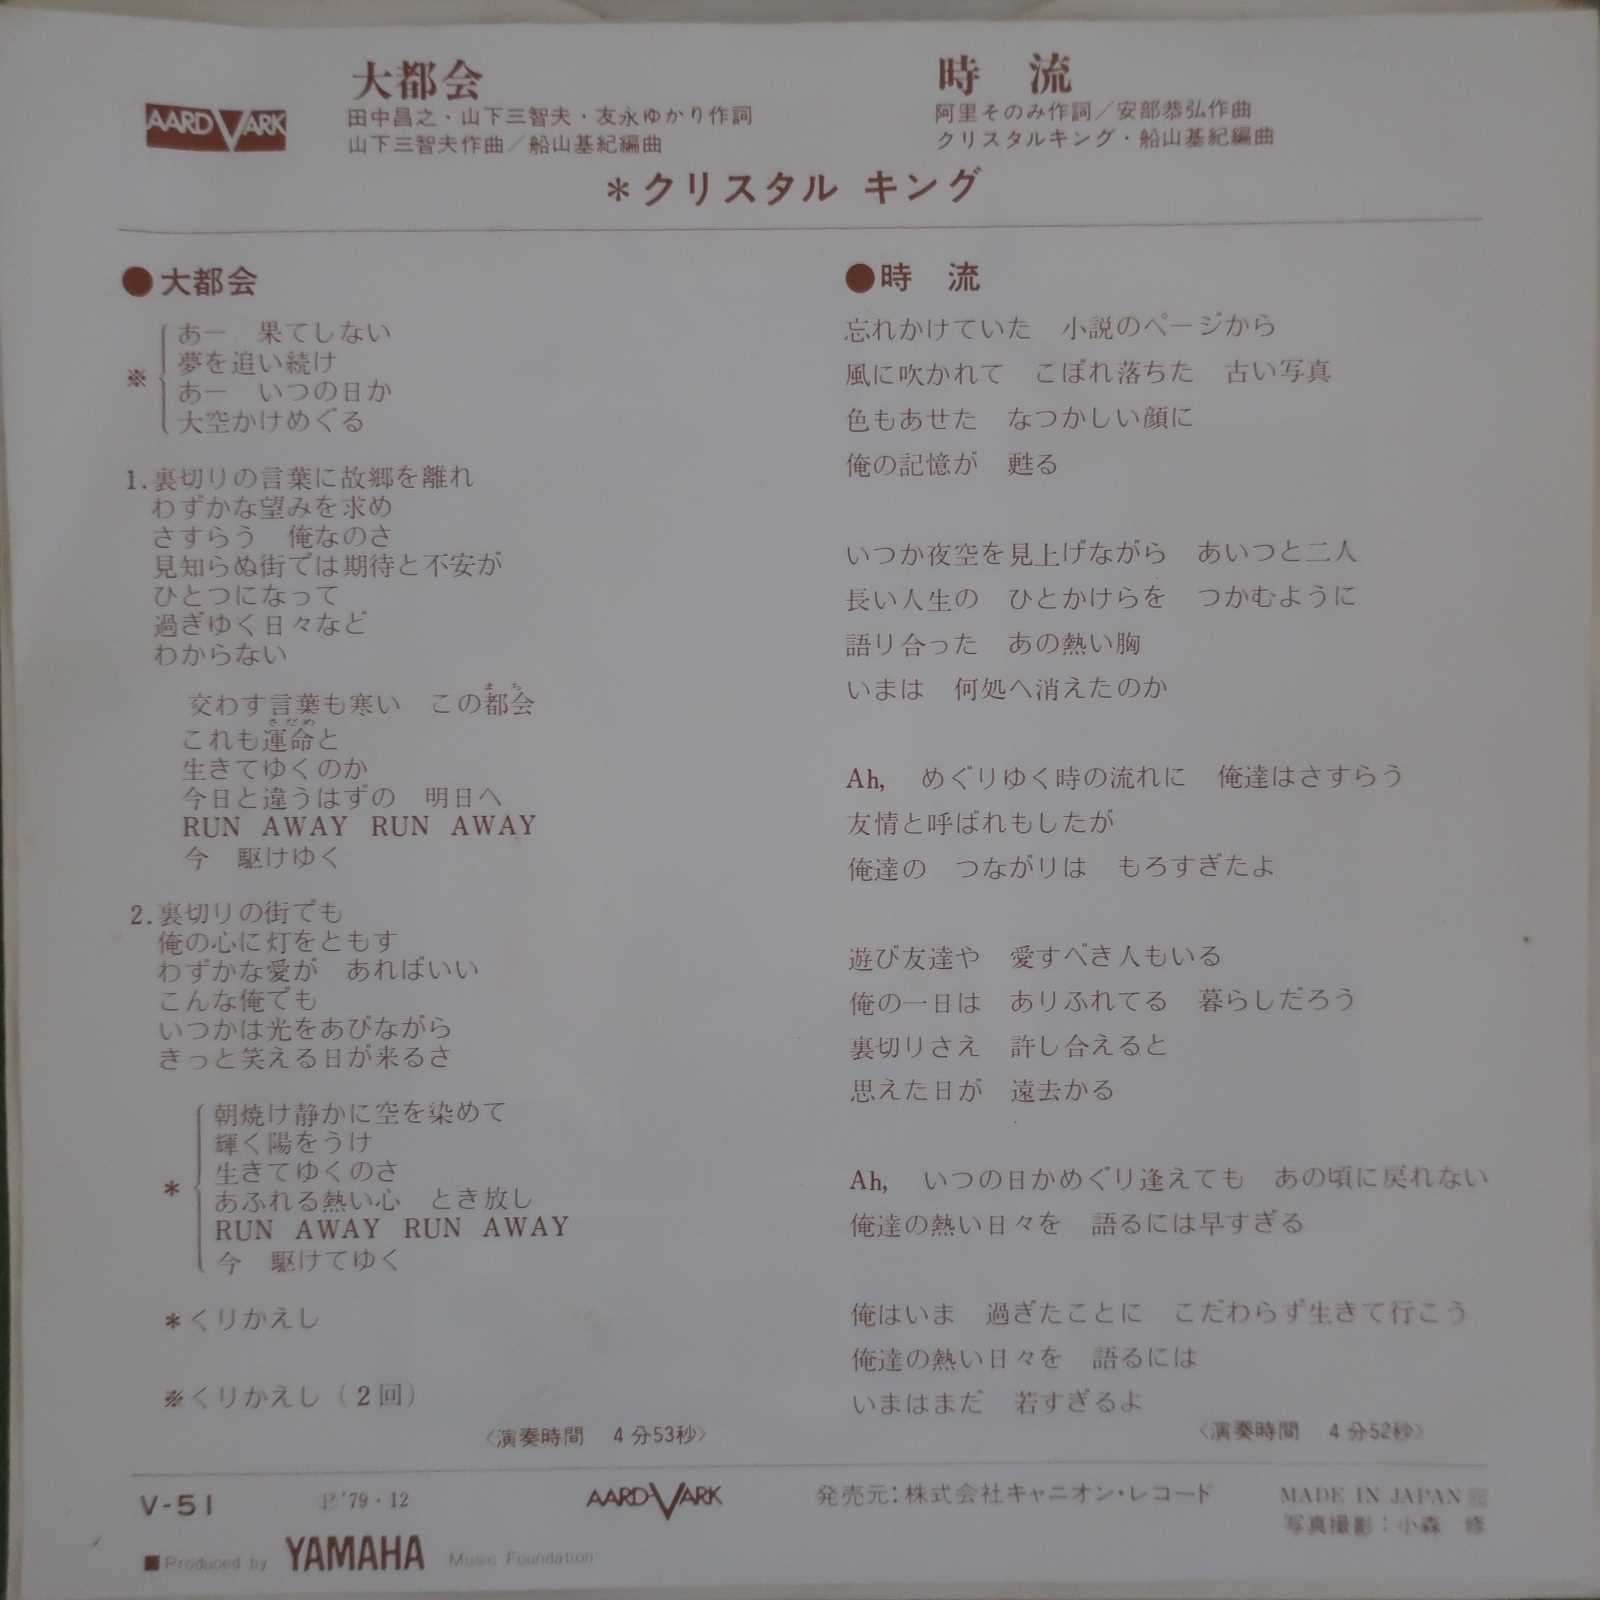 AARDVARK
大都会
田中昌之・山下三智夫・友永ゆかり作詞
山下三智夫作曲／船山基紀編曲
時　流
阿里そのみ作詞／安部恭弘作曲
クリスタルキング・船山基紀編曲
＊クリスタル キング
●大都会
※
あー　果てしない
夢を追い続け
あー　いつの日か
大空かけめぐる
1.裏切りの言葉に故郷を離れ
わずかな望みを求め
さすらう　俺なのさ
見知らぬ街では期待と不安が
ひとつになって
過ぎゆく日々など
わからない
まち
交わす言葉も寒い　この都会
さだめ
これも運命と
生きてゆくのか
今日と違うはずの　明日へ
RUN AWAY RUN AWAY
今　駆けゆく
2.裏切りの街でも
俺の心に灯をともす
わずかな愛が　あればいい
こんな俺でも
いつかは光をあびながら
きっと笑える日が来るさ
＊
朝焼け静かに空を染めて
輝く陽をうけ
生きてゆくのさ
あふれる熱い心　とき放し
RUN AWAY RUN AWAY
今　駆けてゆく
＊くりかえし
※くりかえし（2回）
〈演奏時間　4分53秒〉
●時　流
忘れかけていた　小説のページから
風に吹かれて　こぼれ落ちた　古い写真
色もあせた　なつかしい顔に
俺の記憶が　甦る
いつか夜空を見上げながら　あいつと二人
長い人生の　ひとかけらを　つかむように
語り合った　あの熱い胸
いまは　何処へ消えたのか
Ah,　めぐりゆく時の流れに　俺達はさすらう
友情と呼ばれもしたが
俺達の　つながりは　もろすぎたよ
遊び友達や　愛すべき人もいる
俺の一日は　ありふれてる　暮らしだろう
裏切りさえ　許し合えると
思えた日が　遠去かる
Ah,　いつの日かめぐり逢えても　あの頃に戻れない
俺達の熱い日々を　語るには早すぎる
俺はいま　過ぎたことに　こだわらず生きて行こう
俺達の熱い日々を　語るには
いまはまだ　若すぎるよ
〈演奏時間　4分52秒〉
V-51
'79・12
AARDVARK
発売元：株式会社キャニオン・レコード
MADE IN JAPAN
写真撮影：小森　修
■Produced by YAMAHA Music Foundation